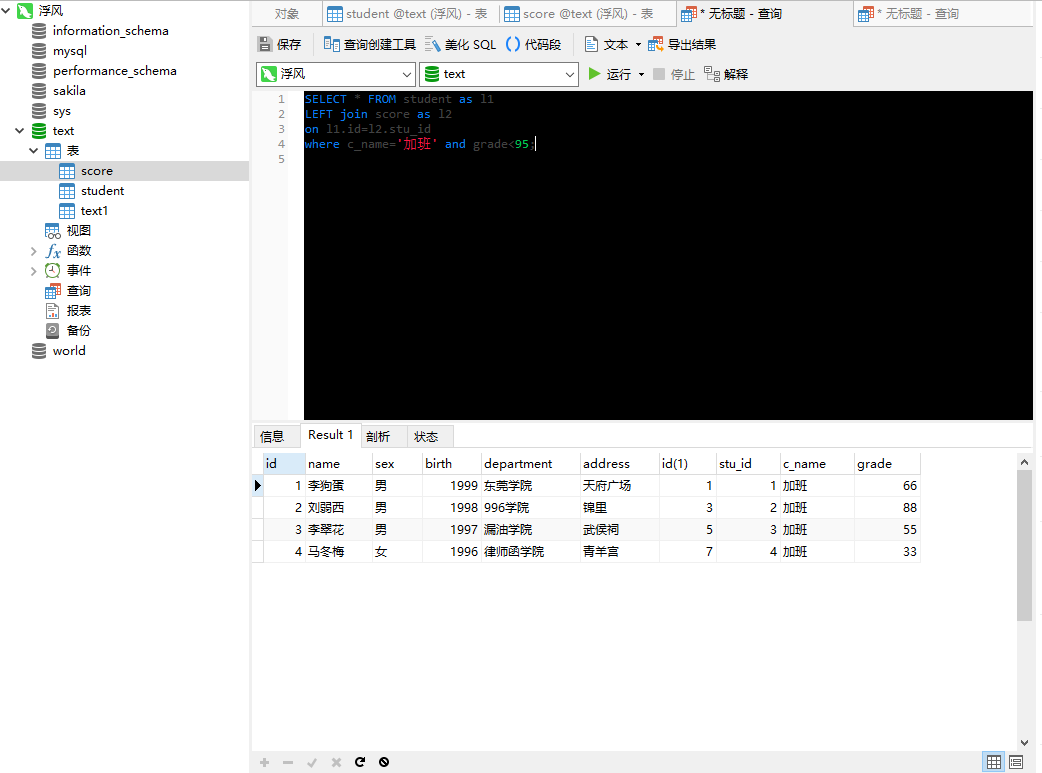 浮风
information_schema
mysql
performance_schema
sakila
sys
text
表
score
student
text1
视图
函数
事件
查询
报表
备份
world
对象 student @text (浮风) - 表 score @text (浮风) - 表 * 无标题 - 查询 * 无标题 - 查询
保存 查询创建工具 美化 SQL () 代码段 文本 导出结果
浮风 text 运行 停止 解释
1 SELECT * FROM student as l1
2 LEFT join score as l2
3 on l1.id=l2.stu_id
4 where c_name='加班' and grade<95;
5
信息 Result 1 剖析 状态
id name sex birth department address id(1) stu_id c_name grade
1 李狗蛋 男 1999 东莞学院 天府广场 1 1 加班 66
2 刘弱西 男 1998 996学院 锦里 3 2 加班 88
3 李翠花 男 1997 漏油学院 武侯祠 5 3 加班 55
4 马冬梅 女 1996 律师函学院 青羊宫 7 4 加班 33